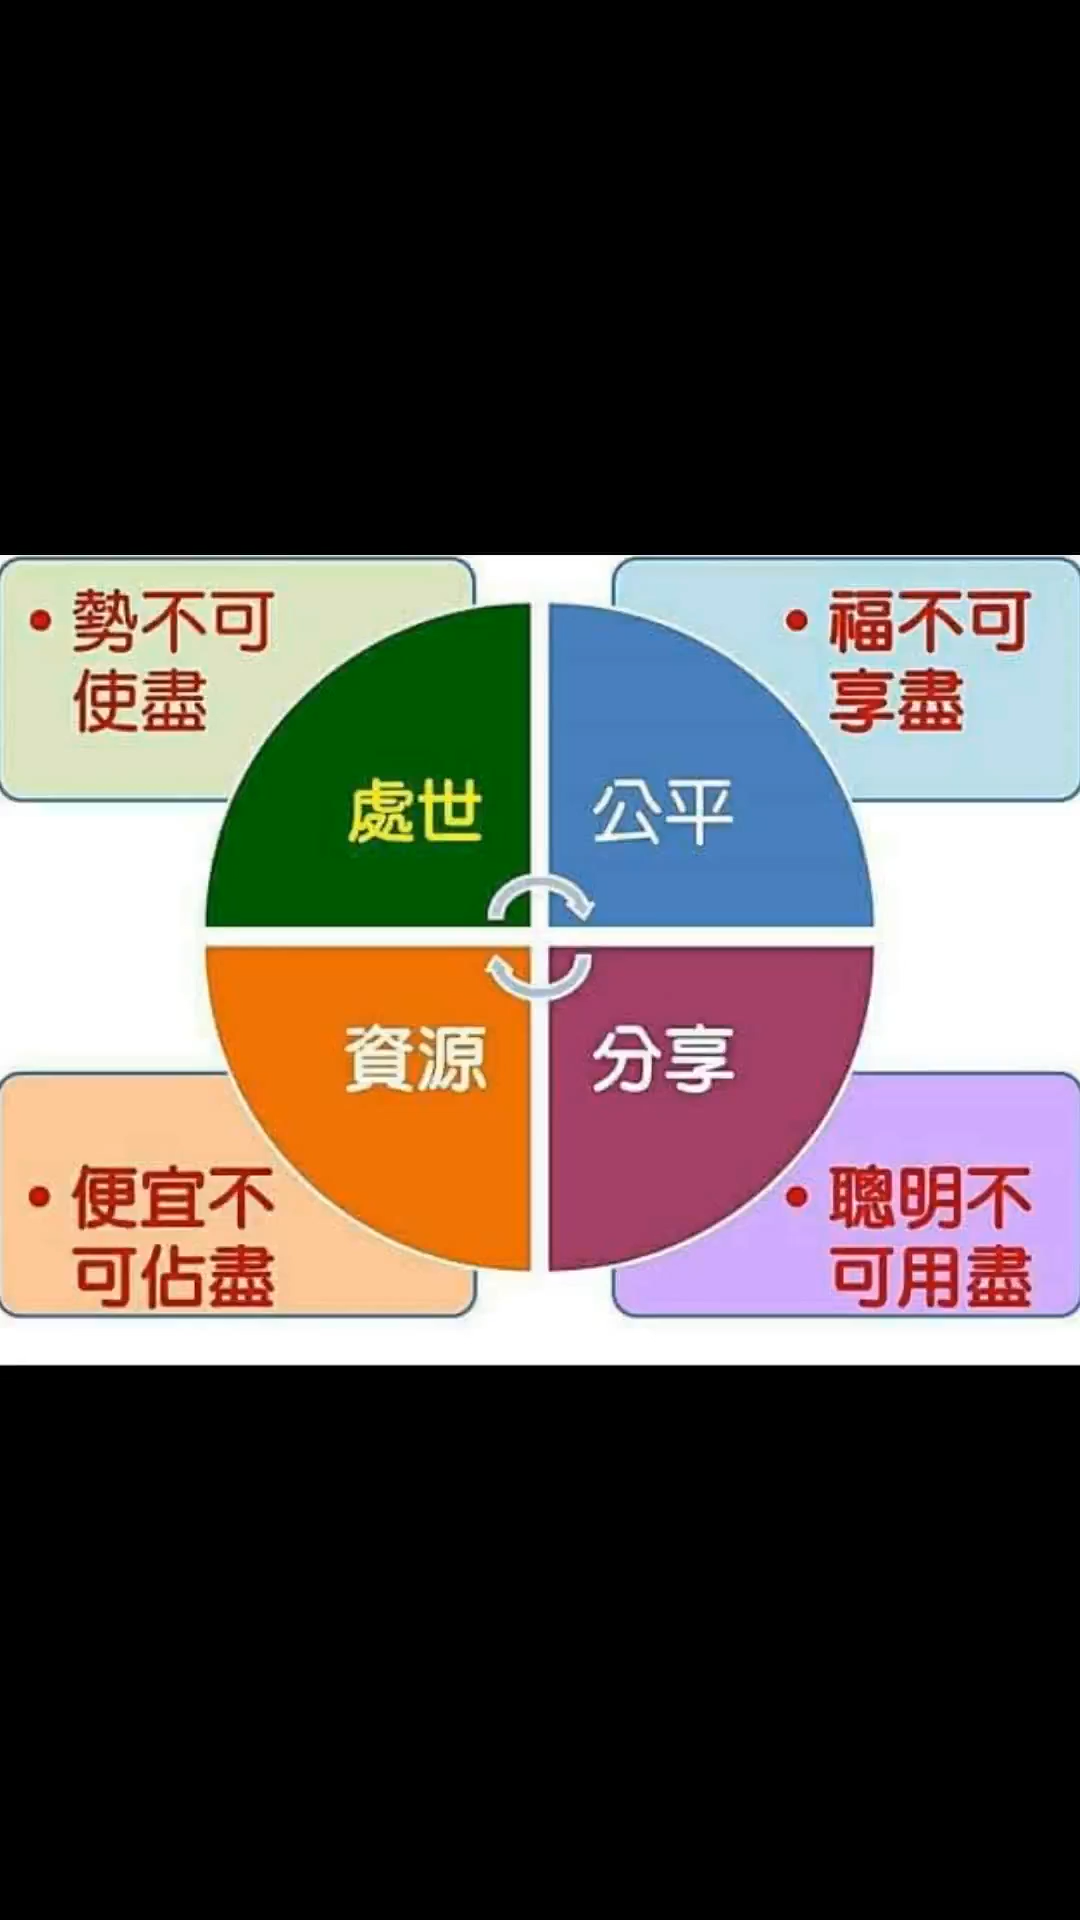 • 勢不可
使盡
• 福不可
享盡
處世
公平
資源
分享
• 便宜不
可佔盡
• 聰明不
可用盡